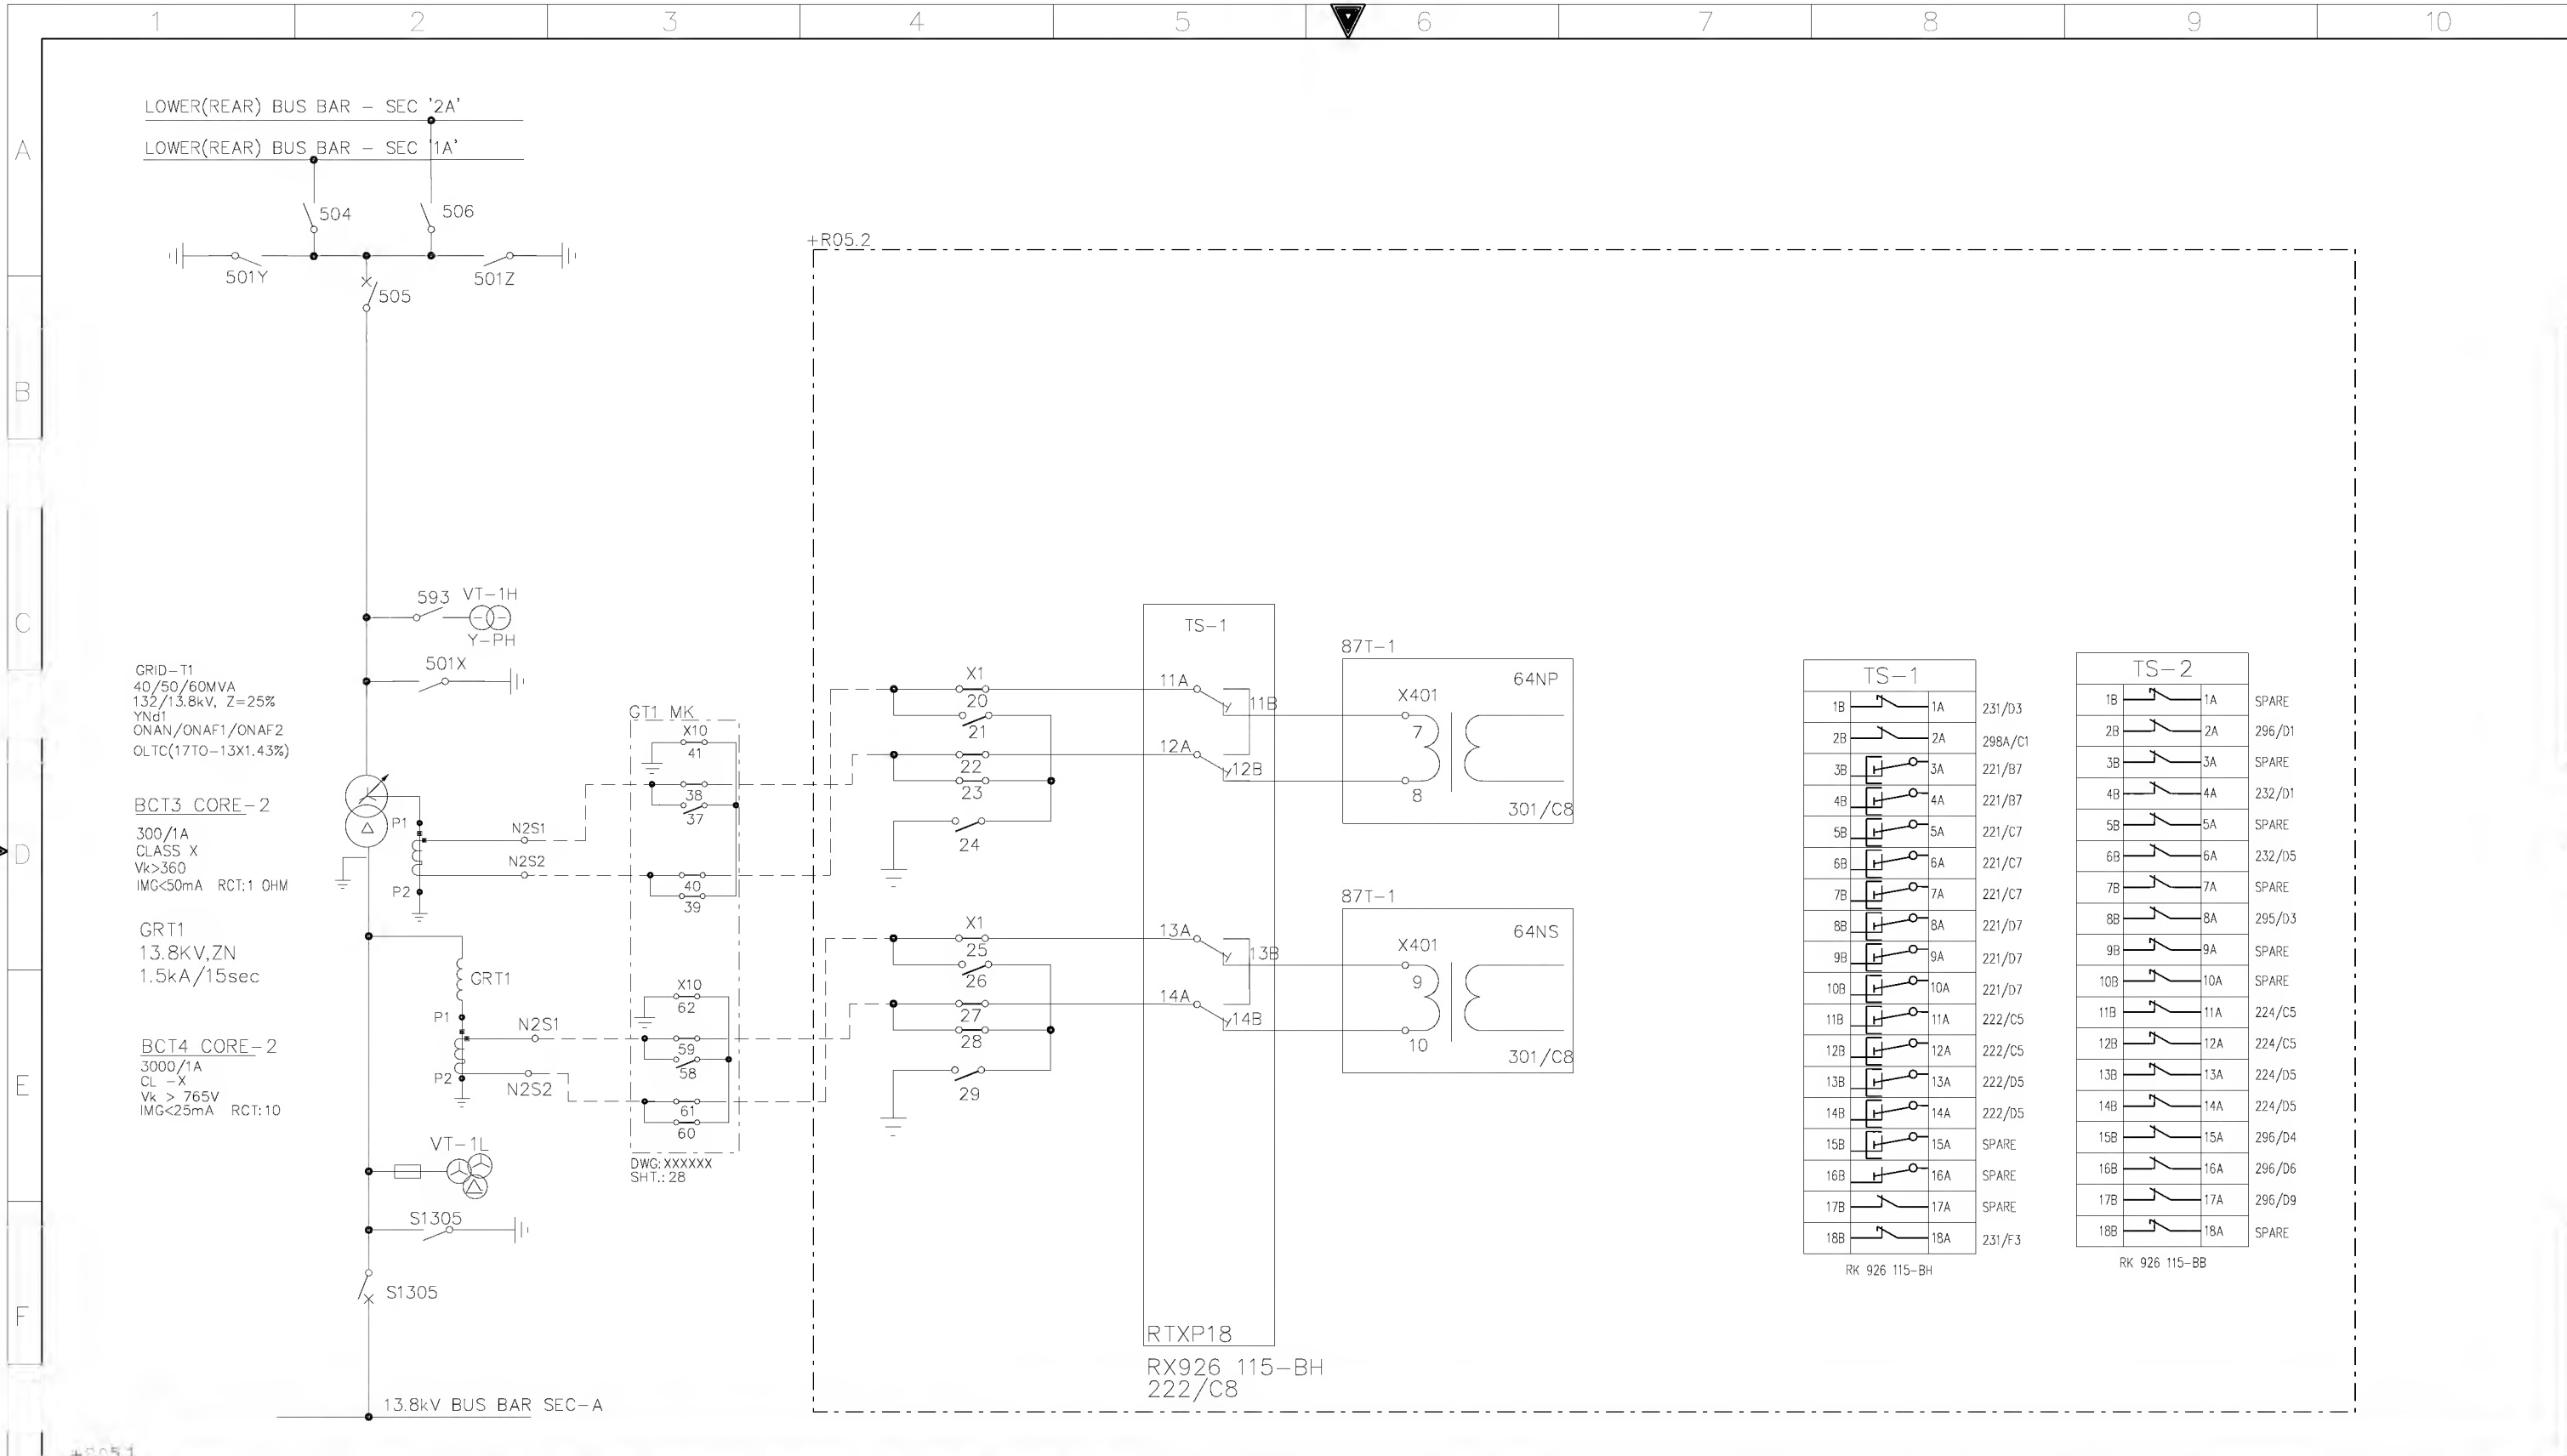 1 2 3 4 5 6 7 8 9 10
A
B
C
D
E
F
LOWER(REAR) BUS BAR - SEC '2A'
LOWER(REAR) BUS BAR - SEC '1A'
504
506
501Y
501Z
505
593
VT-1H
Y-PH
501X
GRID-T1
40/50/60MVA
132/13.8kV, Z=25%
YNd1
ONAN/ONAF1/ONAF2
OLTC(17TO-13X1.43%)
BCT3 CORE-2
300/1A
CLASS X
Vk>360
IMG<50mA RCT:1 OHM
P1
P2
N2S1
N2S2
GRT1
13.8KV,ZN
1.5kA/15sec
GRT1
BCT4 CORE-2
3000/1A
CL -X
Vk > 765V
IMG<25mA RCT:10
P1
P2
N2S1
N2S2
VT-1L
S1305
S1305
13.8kV BUS BAR SEC-A
GT1 MK
X10
41
38
37
40
39
X10
62
59
58
61
60
DWG: XXXXXX
SHT.: 28
+R05.2
X1
20
21
22
23
24
X1
25
26
27
28
29
TS-1
11A
11B
12A
12B
13A
13B
14A
14B
RTXP18
RX926 115-BH
222/C8
87T-1
64NP
X401
7
8
301/C8
87T-1
64NS
X401
9
10
301/C8
TS-1
1B 1A 231/D3
2B 2A 298A/C1
3B 3A 221/B7
4B 4A 221/B7
5B 5A 221/C7
6B 6A 221/C7
7B 7A 221/C7
8B 8A 221/D7
9B 9A 221/D7
10B 10A 221/D7
11B 11A 222/C5
12B 12A 222/C5
13B 13A 222/D5
14B 14A 222/D5
15B 15A SPARE
16B 16A SPARE
17B 17A SPARE
18B 18A 231/F3
RK 926 115-BH
TS-2
1B 1A SPARE
2B 2A 296/D1
3B 3A SPARE
4B 4A 232/D1
5B 5A SPARE
6B 6A 232/D5
7B 7A SPARE
8B 8A 295/D3
9B 9A SPARE
10B 10A SPARE
11B 11A 224/C5
12B 12A 224/C5
13B 13A 224/D5
14B 14A 224/D5
15B 15A 296/D4
16B 16A 296/D6
17B 17A 296/D9
18B 18A SPARE
RK 926 115-BB